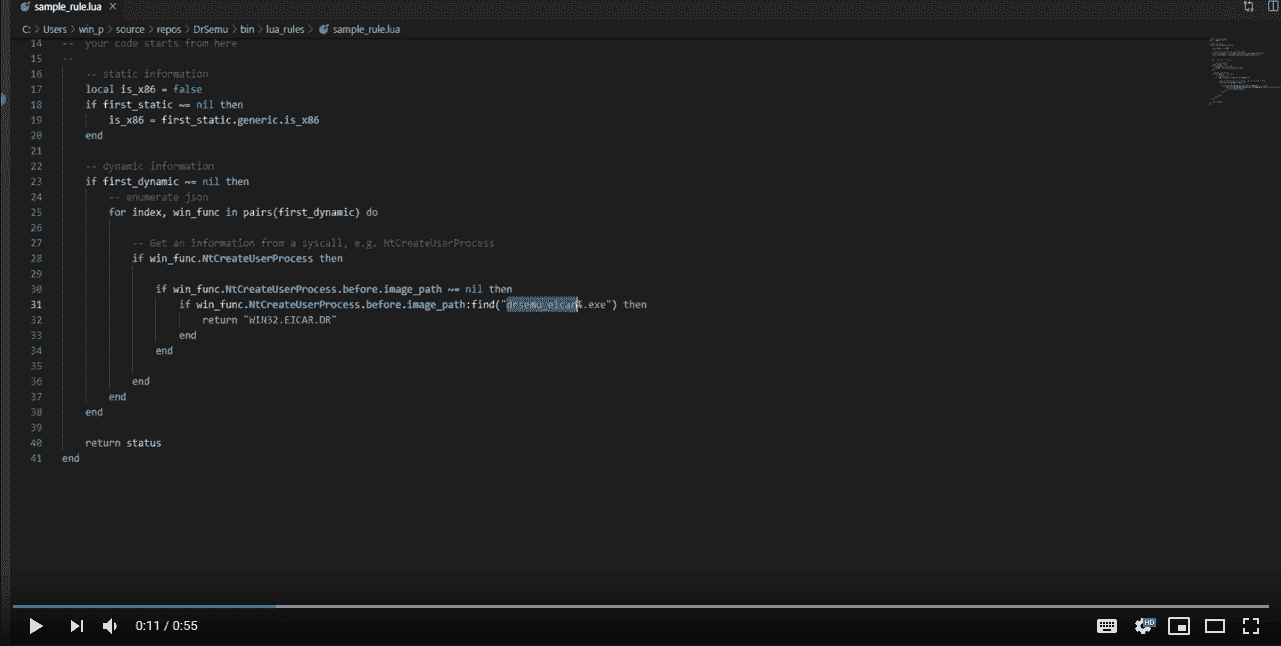 sample_rule.lua ×
C: > Users > win_p > source > repos > DrSemu > bin > lua_rules > sample_rule.lua
14 -- your code starts from here
15 --
16 -- static information
17 local is_x86 = false
18 if first_static ~= nil then
19 is_x86 = first_static.generic.is_x86
20 end
21
22 -- dynamic information
23 if first_dynamic ~= nil then
24 -- enumerate json
25 for index, win_func in pairs(first_dynamic) do
26
27 -- Get an information from a syscall, e.g. NtCreateUserProcess
28 if win_func.NtCreateUserProcess then
29
30 if win_func.NtCreateUserProcess.before.image_path ~= nil then
31 if win_func.NtCreateUserProcess.before.image_path:find("drsemu_eicar%.exe") then
32 return "WIN32.EICAR.DR"
33 end
34 end
35
36 end
37 end
38 end
39
40 return status
41 end
0:11 / 0:55
HD